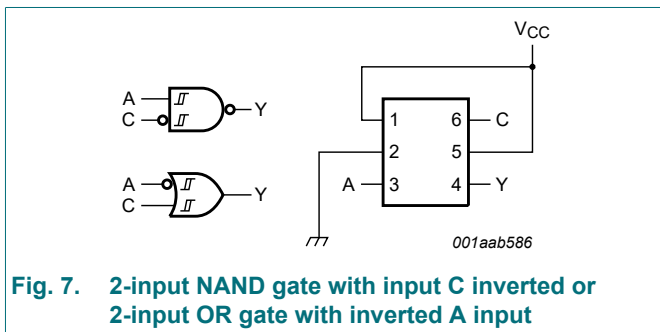 VCC
A
C
Y
A
C
Y
1
6
C
2
5
A
3
4
Y
001aab586
Fig. 7. 2-input NAND gate with input C inverted or
2-input OR gate with inverted A input